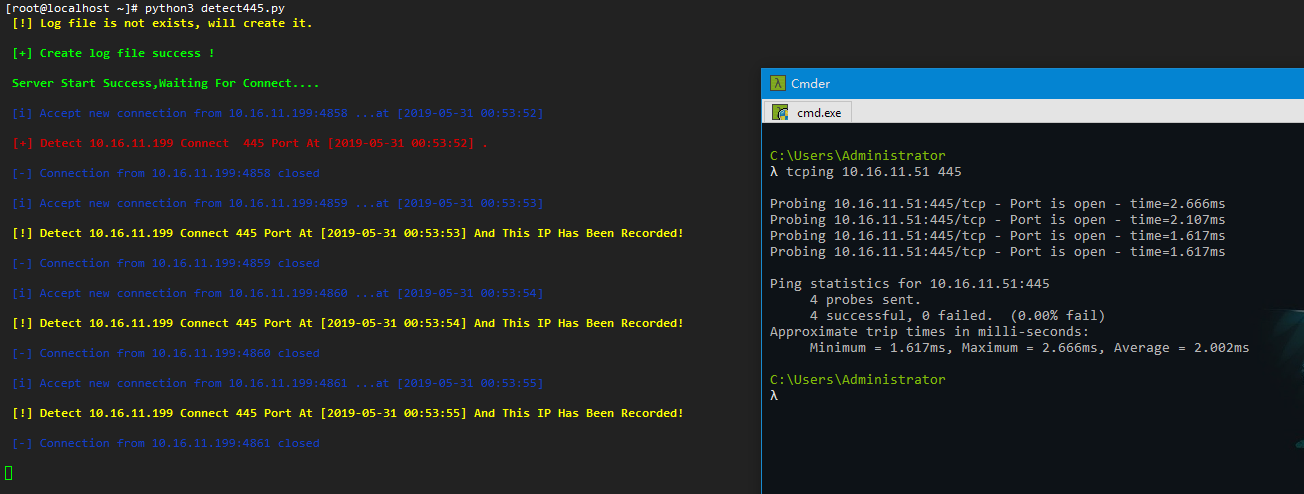 [root@localhost ~]# python3 detect445.py
[!] Log file is not exists, will create it.
[+] Create log file success !
Server Start Success,Waiting For Connect....
[i] Accept new connection from 10.16.11.199:4858 ...at [2019-05-31 00:53:52]
[+] Detect 10.16.11.199 Connect  445 Port At [2019-05-31 00:53:52] .
[-] Connection from 10.16.11.199:4858 closed
[i] Accept new connection from 10.16.11.199:4859 ...at [2019-05-31 00:53:53]
[!] Detect 10.16.11.199 Connect 445 Port At [2019-05-31 00:53:53] And This IP Has Been Recorded!
[-] Connection from 10.16.11.199:4859 closed
[i] Accept new connection from 10.16.11.199:4860 ...at [2019-05-31 00:53:54]
[!] Detect 10.16.11.199 Connect 445 Port At [2019-05-31 00:53:54] And This IP Has Been Recorded!
[-] Connection from 10.16.11.199:4860 closed
[i] Accept new connection from 10.16.11.199:4861 ...at [2019-05-31 00:53:55]
[!] Detect 10.16.11.199 Connect 445 Port At [2019-05-31 00:53:55] And This IP Has Been Recorded!
[-] Connection from 10.16.11.199:4861 closed
λ Cmder
cmd.exe
C:\Users\Administrator
λ tcping 10.16.11.51 445
Probing 10.16.11.51:445/tcp - Port is open - time=2.666ms
Probing 10.16.11.51:445/tcp - Port is open - time=2.107ms
Probing 10.16.11.51:445/tcp - Port is open - time=1.617ms
Probing 10.16.11.51:445/tcp - Port is open - time=1.617ms
Ping statistics for 10.16.11.51:445
4 probes sent.
4 successful, 0 failed.  (0.00% fail)
Approximate trip times in milli-seconds:
Minimum = 1.617ms, Maximum = 2.666ms, Average = 2.002ms
C:\Users\Administrator
λ